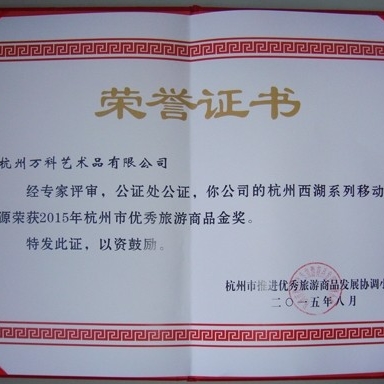 荣誉证书
杭州万科艺术品有限公司
经专家评审，公证处公证，你公司的杭州西湖系列移动
源荣获2015年杭州市优秀旅游商品金奖。
特发此证，以资鼓励。
杭州市推进优秀旅游商品发展协调小
二〇一五年八月